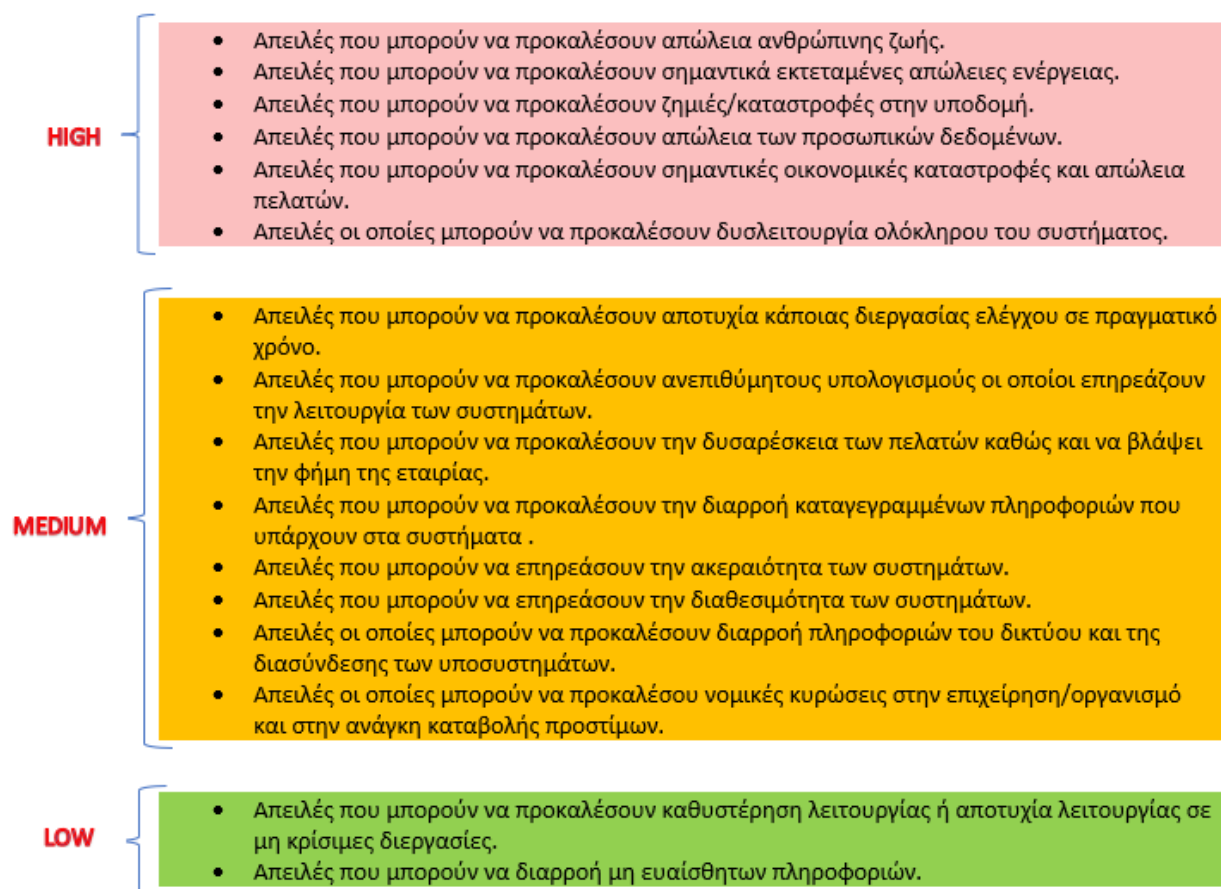 HIGH
• Απειλές που μπορούν να προκαλέσουν απώλεια ανθρώπινης ζωής.
• Απειλές που μπορούν να προκαλέσουν σημαντικά εκτεταμένες απώλειες ενέργειας.
• Απειλές που μπορούν να προκαλέσουν ζημιές/καταστροφές στην υποδομή.
• Απειλές που μπορούν να προκαλέσουν απώλεια των προσωπικών δεδομένων.
• Απειλές που μπορούν να προκαλέσουν σημαντικές οικονομικές καταστροφές και απώλεια
πελατών.
• Απειλές οι οποίες μπορούν να προκαλέσουν δυσλειτουργία ολόκληρου του συστήματος.
MEDIUM
• Απειλές που μπορούν να προκαλέσουν αποτυχία κάποιας διεργασίας ελέγχου σε πραγματικό
χρόνο.
• Απειλές που μπορούν να προκαλέσουν ανεπιθύμητους υπολογισμούς οι οποίοι επηρεάζουν
την λειτουργία των συστημάτων.
• Απειλές που μπορούν να προκαλέσουν την δυσαρέσκεια των πελατών καθώς και να βλάψει
την φήμη της εταιρίας.
• Απειλές που μπορούν να προκαλέσουν την διαρροή καταγεγραμμένων πληροφοριών που
υπάρχουν στα συστήματα .
• Απειλές που μπορούν να επηρεάσουν την ακεραιότητα των συστημάτων.
• Απειλές που μπορούν να επηρεάσουν την διαθεσιμότητα των συστημάτων.
• Απειλές οι οποίες μπορούν να προκαλέσουν διαρροή πληροφοριών του δικτύου και της
διασύνδεσης των υποσυστημάτων.
• Απειλές οι οποίες μπορούν να προκαλέσου νομικές κυρώσεις στην επιχείρηση/οργανισμό
και στην ανάγκη καταβολής προστίμων.
LOW
• Απειλές που μπορούν να προκαλέσουν καθυστέρηση λειτουργίας ή αποτυχία λειτουργίας σε
μη κρίσιμες διεργασίες.
• Απειλές που μπορούν να διαρροή μη ευαίσθητων πληροφοριών.